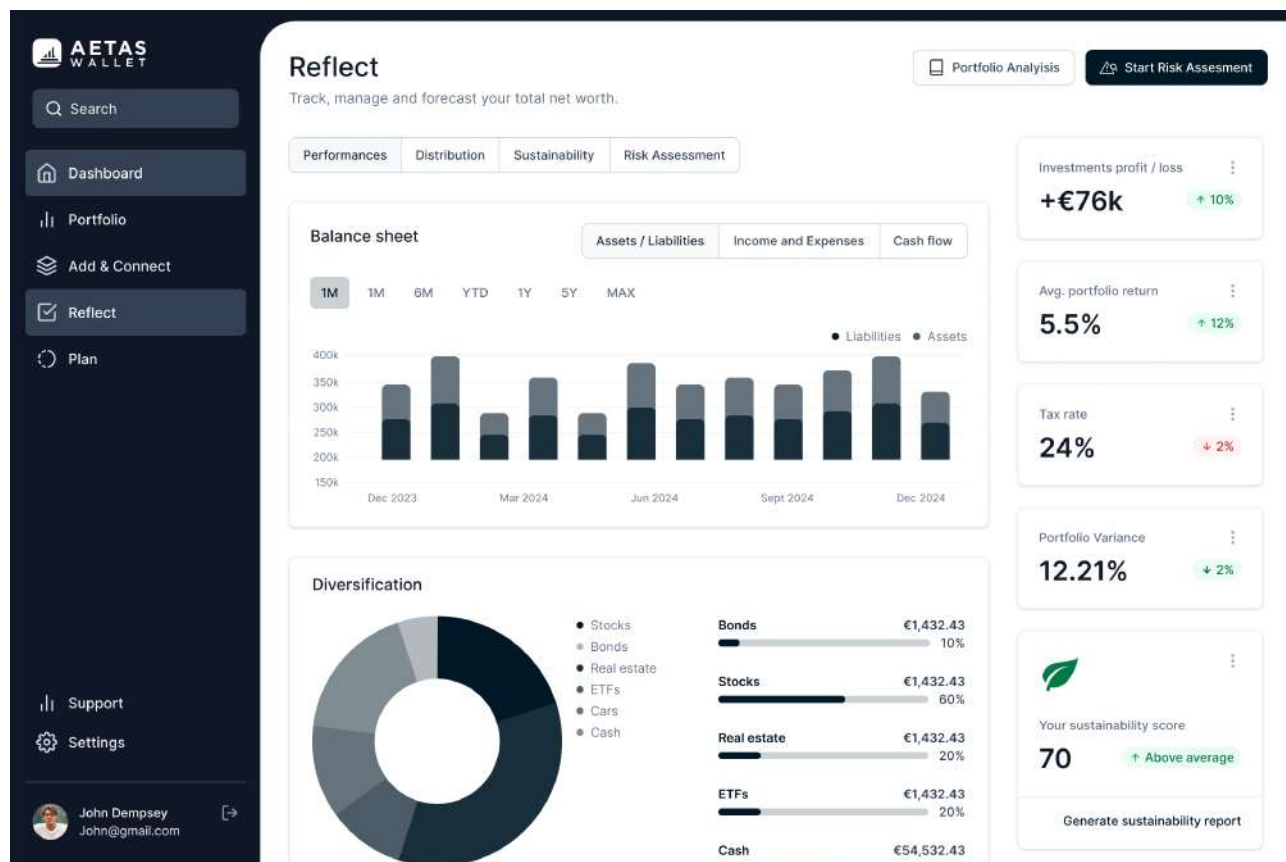 AETAS
WALLET
Search
Dashboard
Portfolio
Add & Connect
Reflect
Plan
Support
Settings
John Dempsey
John@gmail.com
Reflect
Track, manage and forecast your total net worth.
Portfolio Analyisis
Start Risk Assesment
Performances Distribution Sustainability Risk Assessment
Balance sheet
Assets / Liabilities Income and Expenses Cash flow
1M 1M 6M YTD 1Y 5Y MAX
Liabilities Assets
400k
350k
300k
250k
200k
150k
Dec 2023 Mar 2024 Jun 2024 Sept 2024 Dec 2024
Diversification
Stocks
Bonds
Real estate
ETFs
Cars
Cash
Bonds €1,432.43
10%
Stocks €1,432.43
60%
Real estate €1,432.43
20%
ETFs €1,432.43
20%
Cash €54,532.43
Investments profit / loss
+€76k 10%
Avg. portfolio return
5.5% 12%
Tax rate
24% 2%
Portfolio Variance
12.21% 2%
Your sustainability score
70 Above average
Generate sustainability report